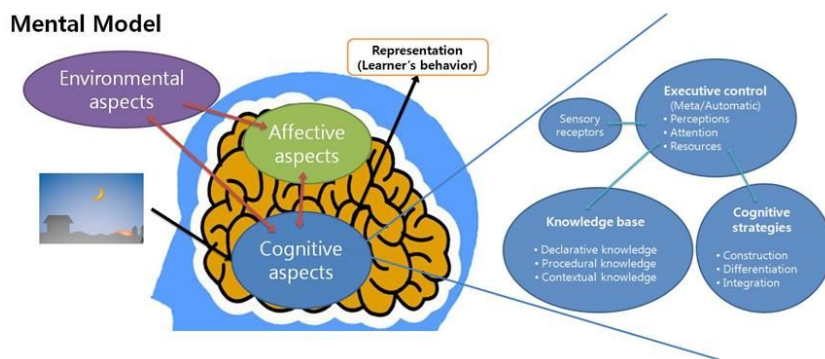 Mental Model
Environmental
aspects
Representation
(Learner's behavior)
Affective
aspects
Cognitive
aspects
Sensory
receptors
Executive control
(Meta/Automatic)
• Perceptions
• Attention
• Resources
Knowledge base
• Declarative knowledge
• Procedural knowledge
• Contextual knowledge
Cognitive
strategies
• Construction
• Differentiation
• Integration